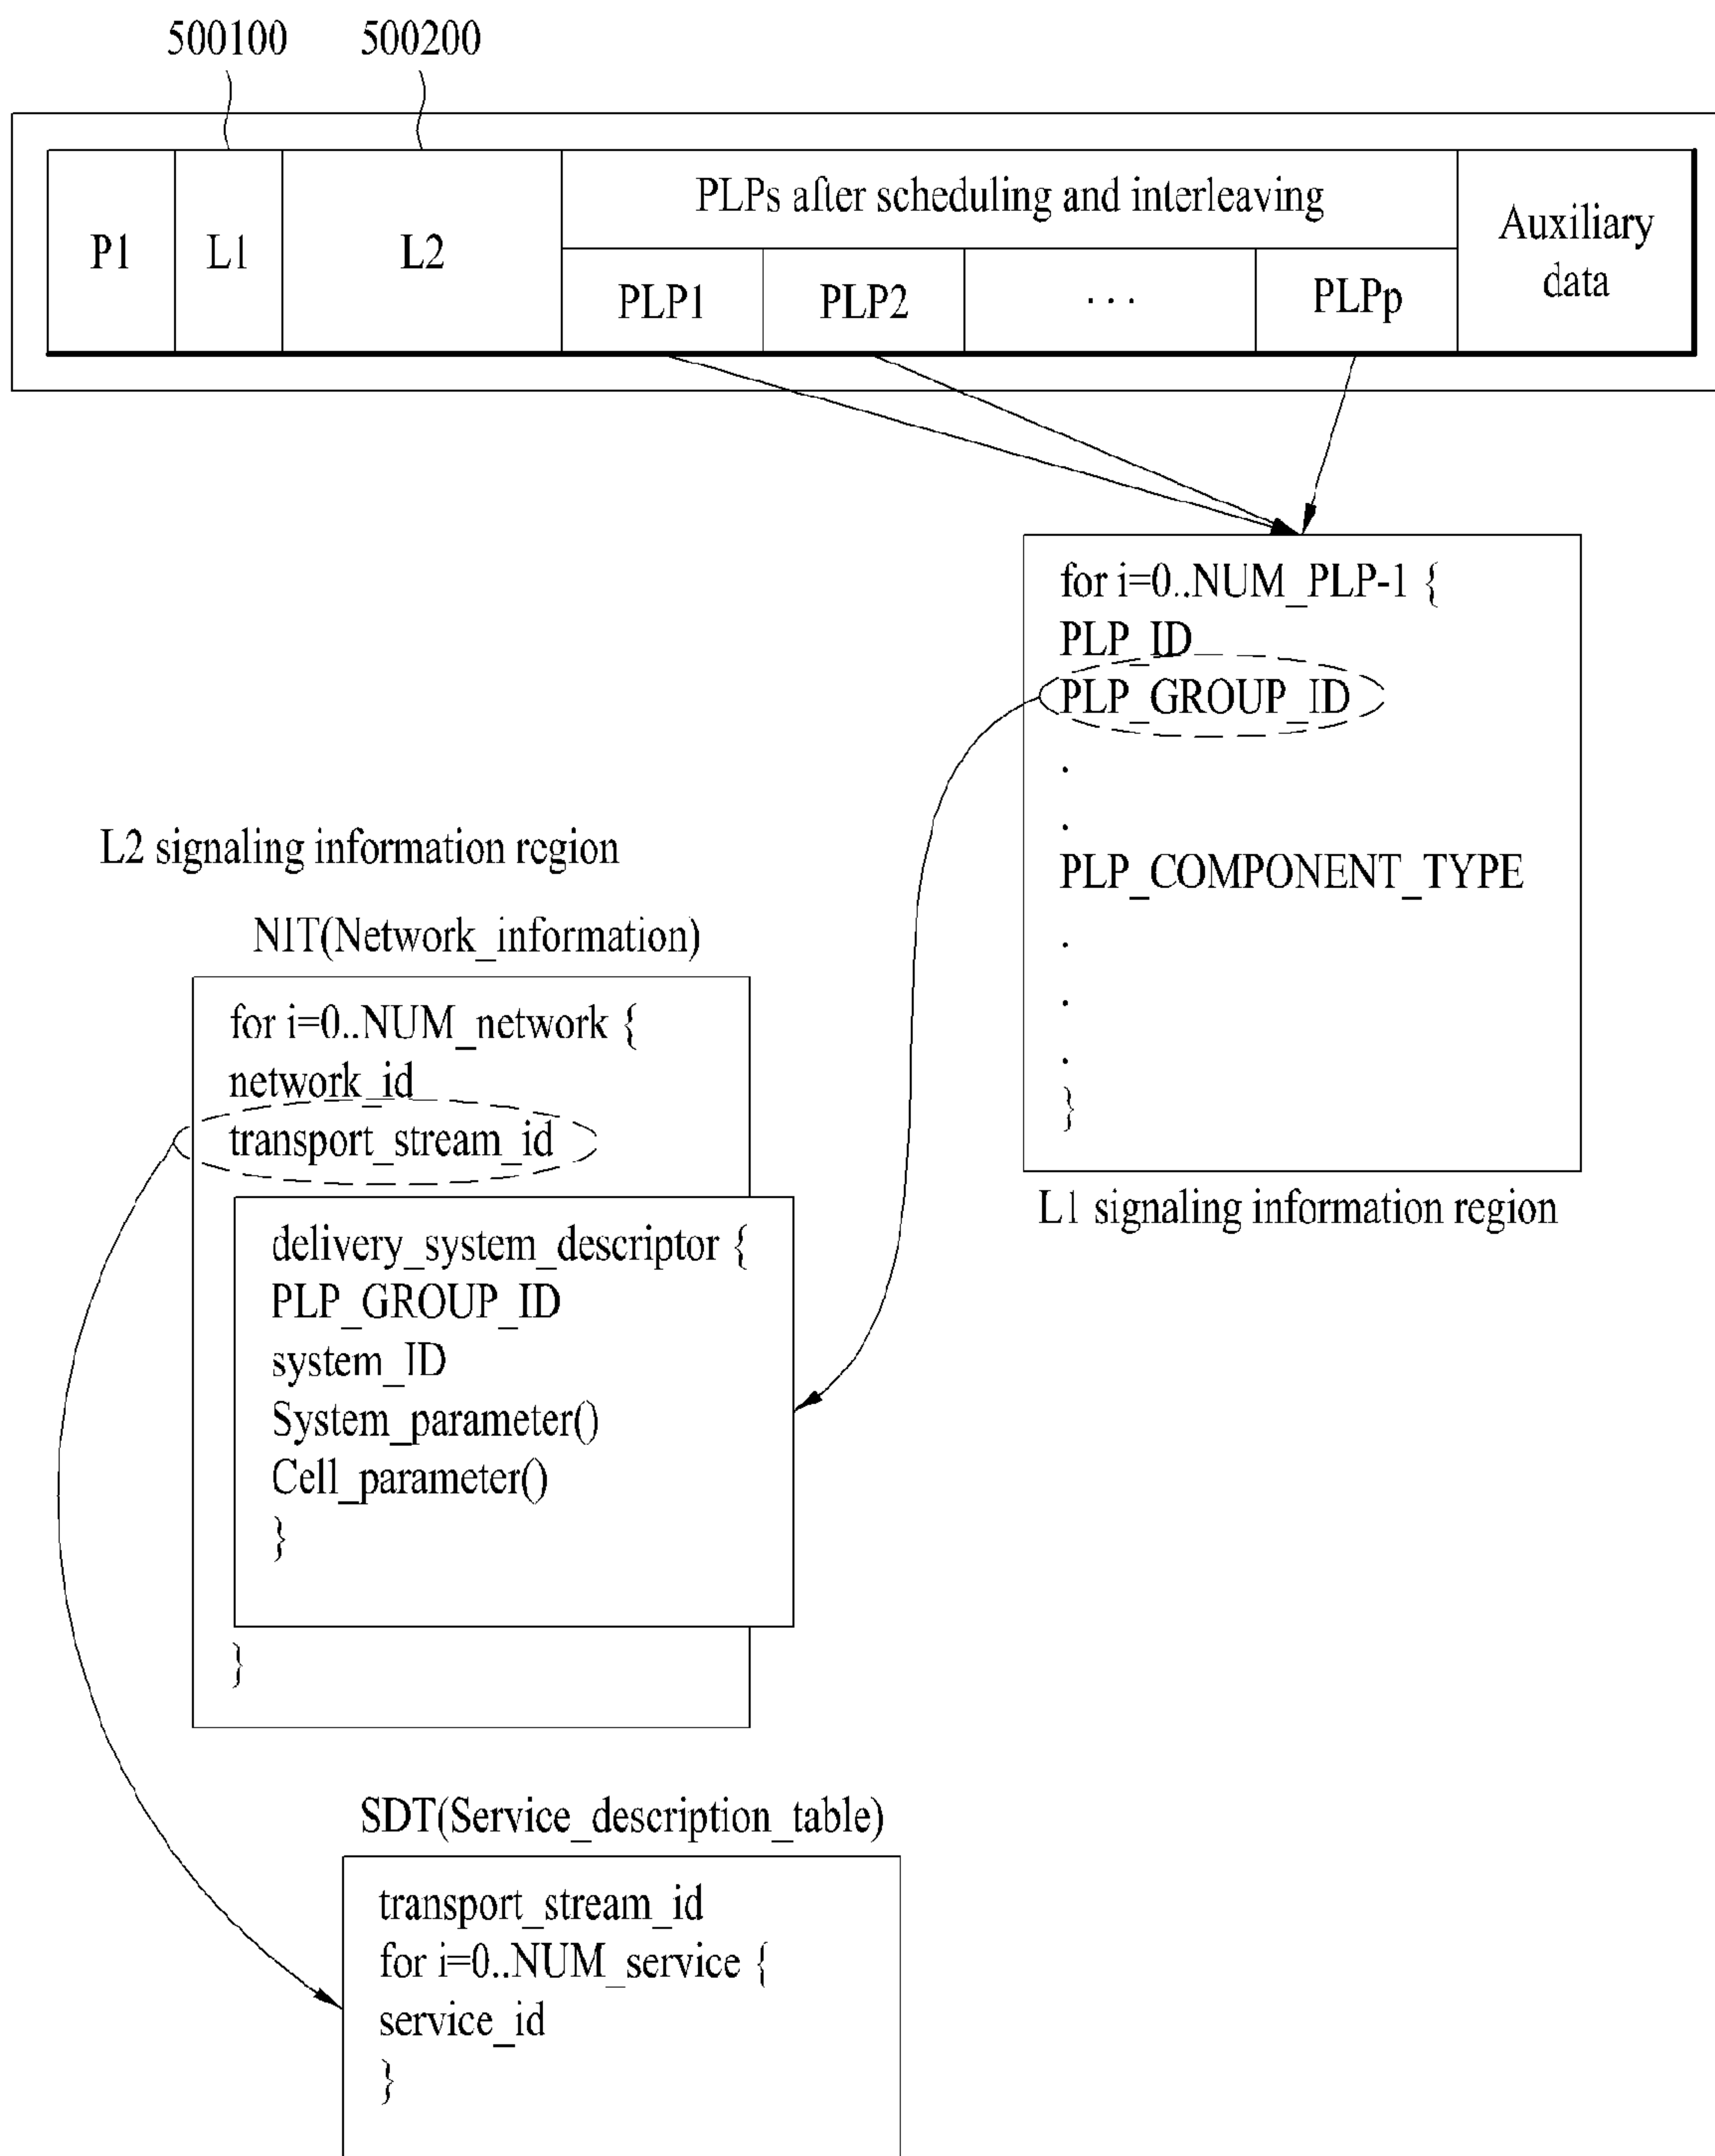 500100
500200
P1
L1
L2
PLPs after scheduling and interleaving
PLP1
PLP2
. . .
PLPp
Auxiliary
data
for i=0..NUM_PLP-1 {
PLP_ID
PLP_GROUP_ID
.
.
PLP_COMPONENT_TYPE
.
.
.
}
L1 signaling information region
L2 signaling information region
NIT(Network_information)
for i=0..NUM_network {
network_id
transport_stream_id
delivery_system_descriptor {
PLP_GROUP_ID
system_ID
System_parameter()
Cell_parameter()
}
}
SDT(Service_description_table)
transport_stream_id
for i=0..NUM_service {
service_id
}